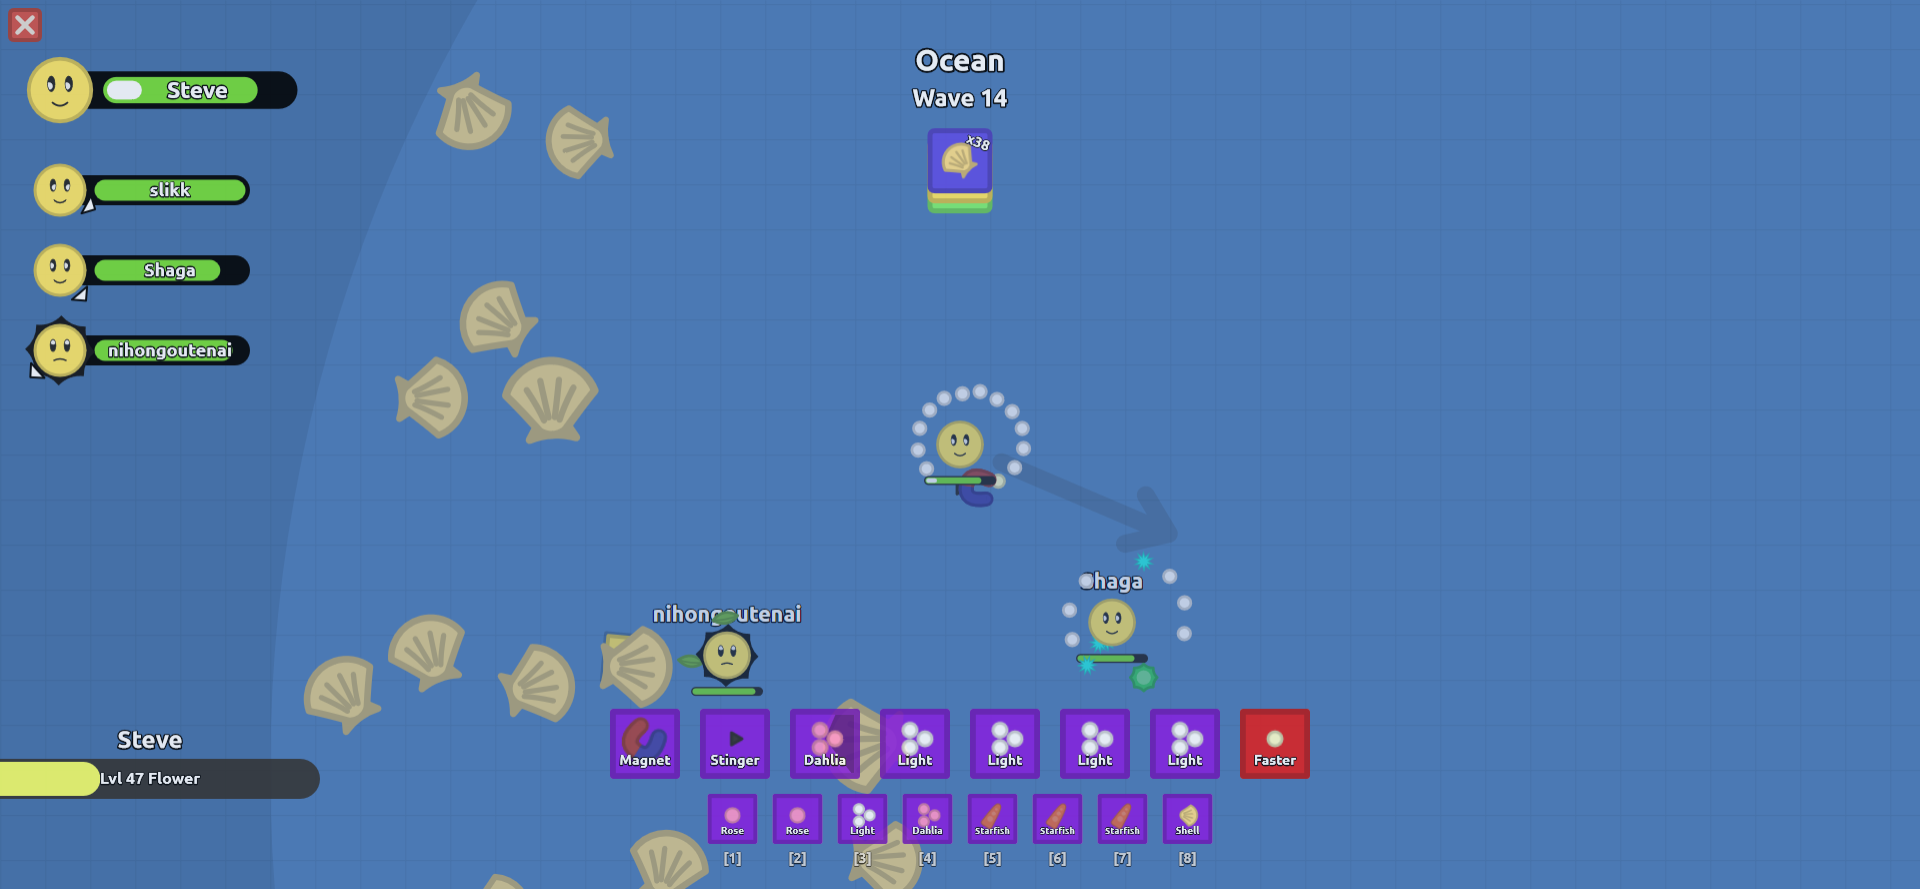 Ocean
Wave 14
x38
Steve
slikk
Shaga
nihongoutenai
nihongoutenai
Shaga
Steve
Lvl 47 Flower
Magnet
Stinger
Dahlia
Light
Light
Light
Light
Faster
Rose
Rose
Light
Dahlia
Starfish
Starfish
Starfish
Shell
[1]
[2]
[3]
[4]
[5]
[6]
[7]
[8]